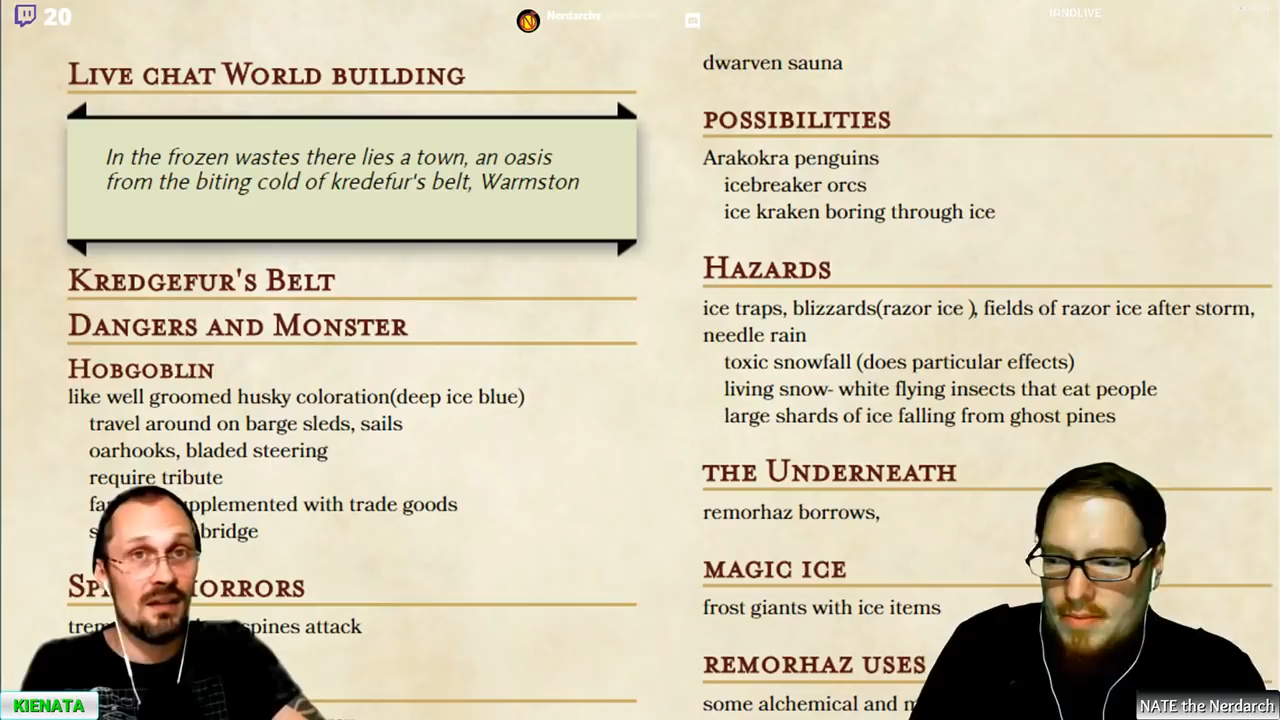 20
Nerdarchy
LIVE CHAT WORLD BUILDING
In the frozen wastes there lies a town, an oasis
from the biting cold of kredefur's belt, Warmston
KREDGEFUR'S BELT
DANGERS AND MONSTER
HOBGOBLIN
like well groomed husky coloration(deep ice blue)
travel around on barge sleds, sails
oarhooks, bladed steering
require tribute
supplemented with trade goods
bridge
HORRORS
spines attack
dwarven sauna
POSSIBILITIES
Arakokra penguins
icebreaker orcs
ice kraken boring through ice
HAZARDS
ice traps, blizzards(razor ice ), fields of razor ice after storm,
needle rain
toxic snowfall (does particular effects)
living snow- white flying insects that eat people
large shards of ice falling from ghost pines
THE UNDERNEATH
remorhaz borrows,
MAGIC ICE
frost giants with ice items
REMORHAZ USES
some alchemical and
KIENATA
NATE the Nerdarch